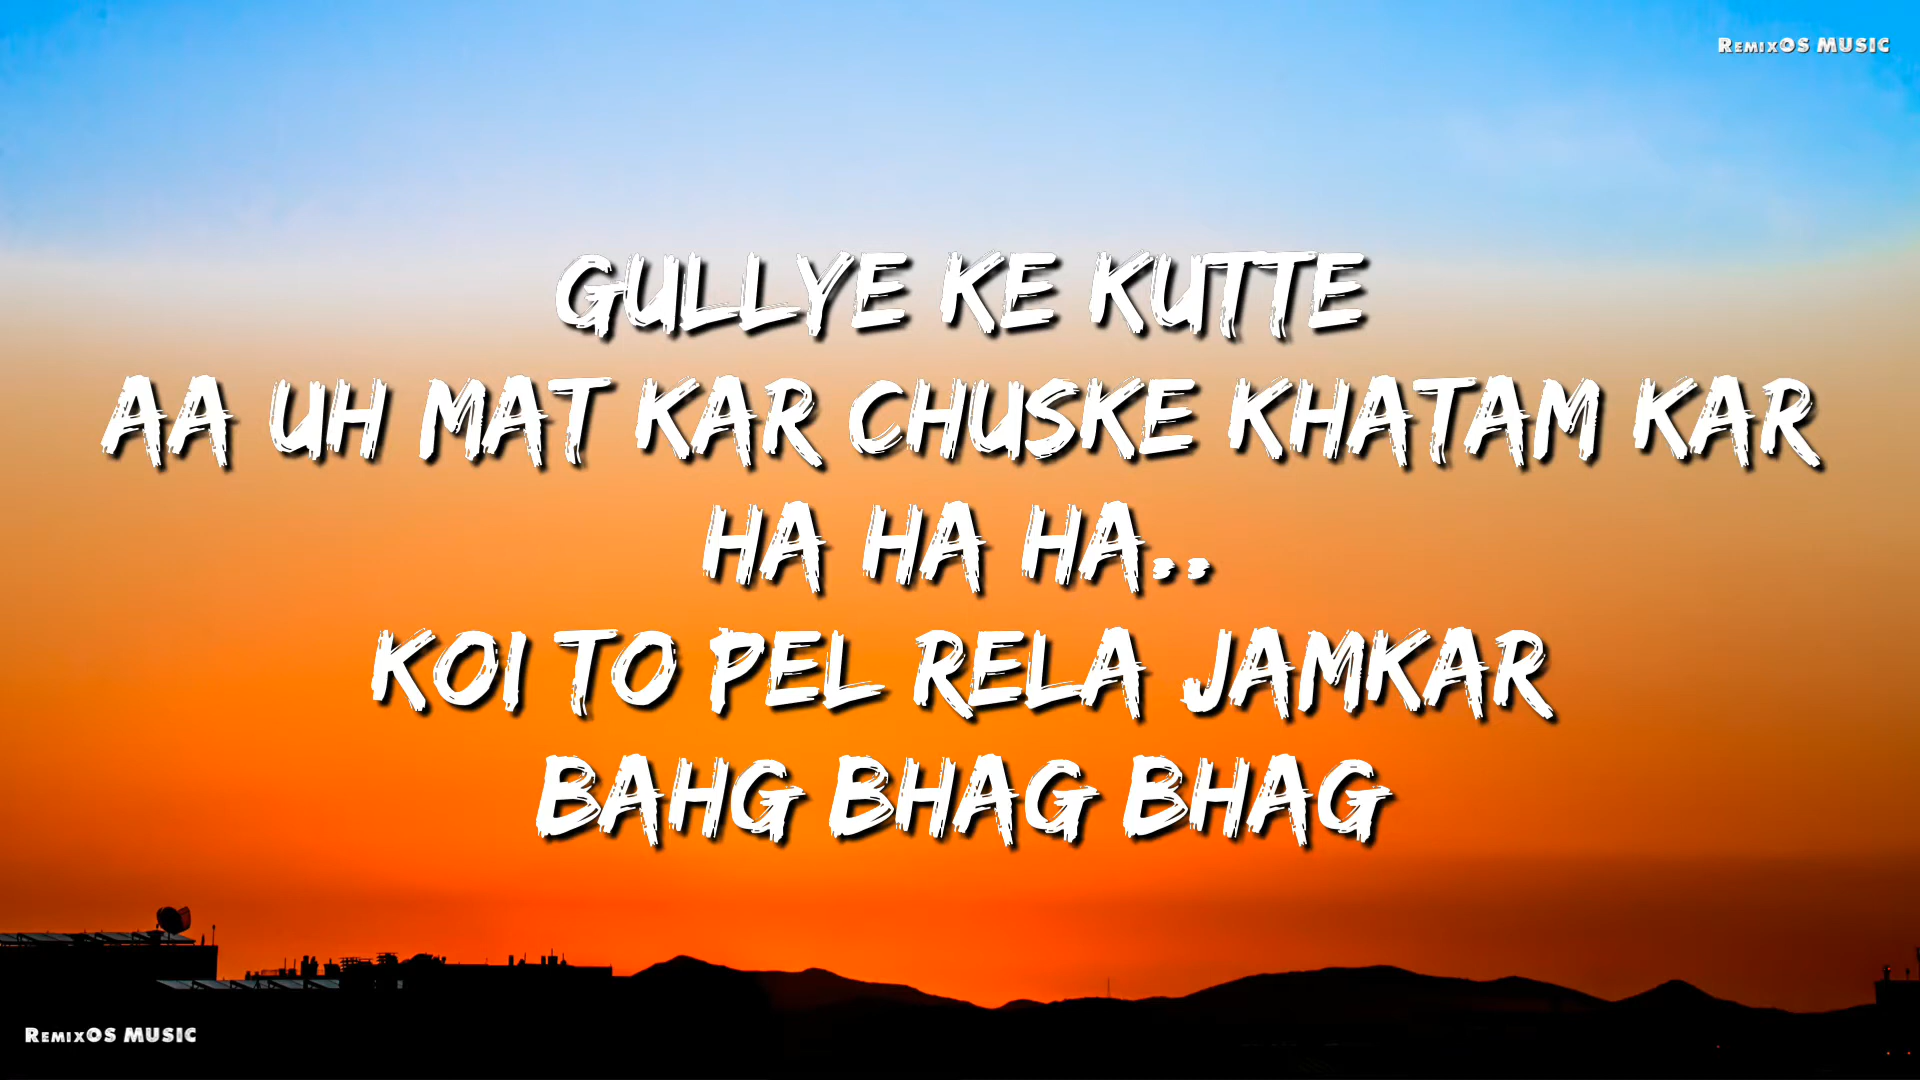 RemixOS MUSIC
GULLYE KE KUTTE
AA UH MAT KAR CHUSKE KHATAM KAR
HA HA HA..
KOI TO PEL RELA JAMKAR
BAHG BHAG BHAG
RemixOS MUSIC